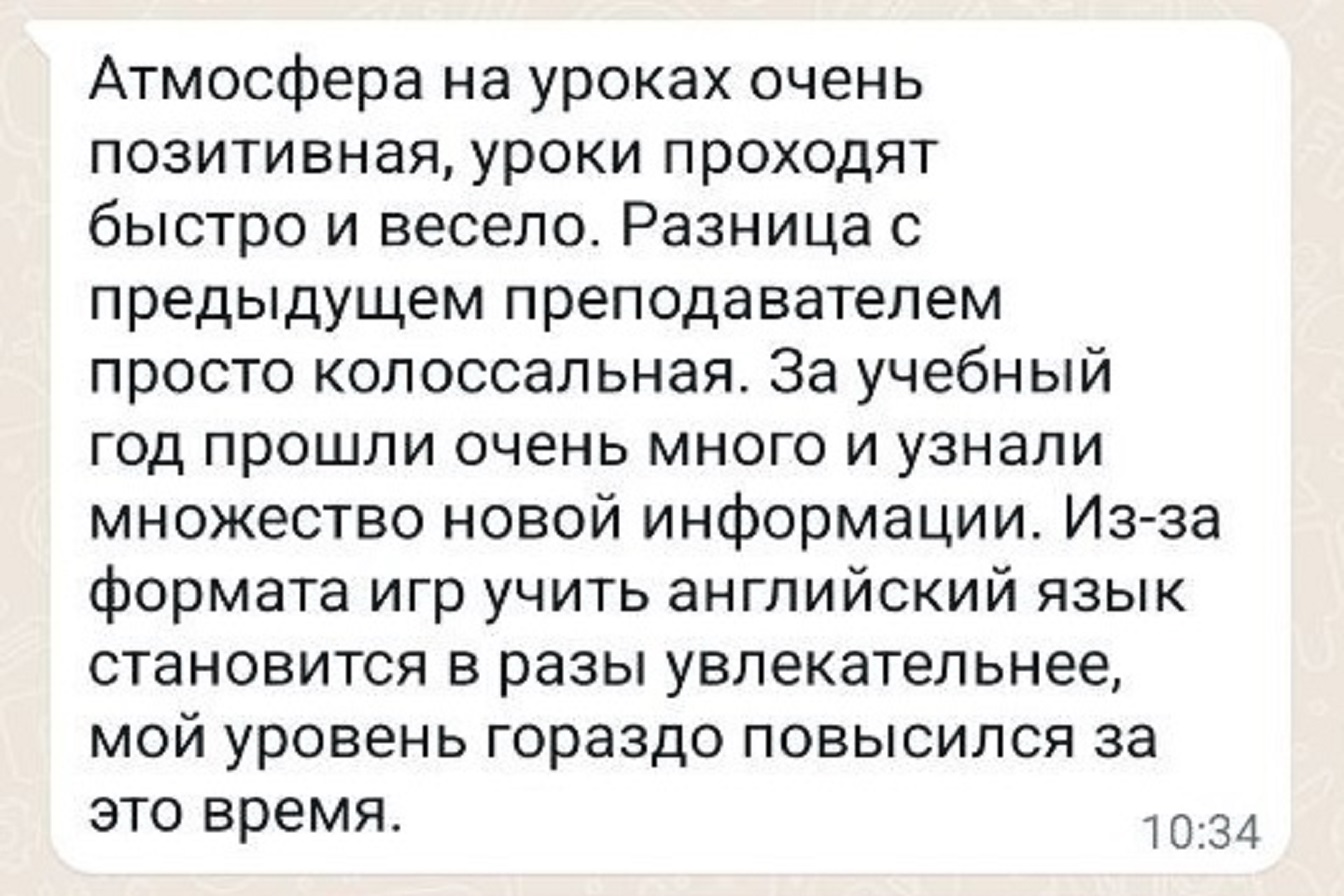 Атмосфера на уроках очень
позитивная, уроки проходят
быстро и весело. Разница с
предыдущем преподавателем
просто колоссальная. За учебный
год прошли очень много и узнали
множество новой информации. Из-за
формата игр учить английский язык
становится в разы увлекательнее,
мой уровень гораздо повысился за
это время.
10:34